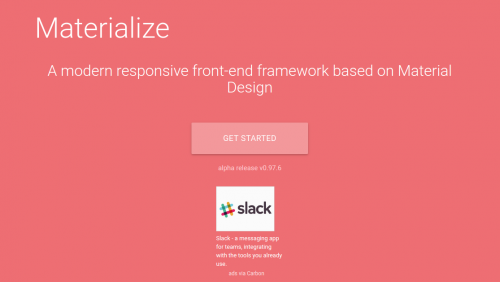 Materialize
A modern responsive front-end framework based on Material
Design
GET STARTED
alpha release v0.97.6
slack
Slack - a messaging app
for teams, integrating
with the tools you already
use.
ads via Carbon